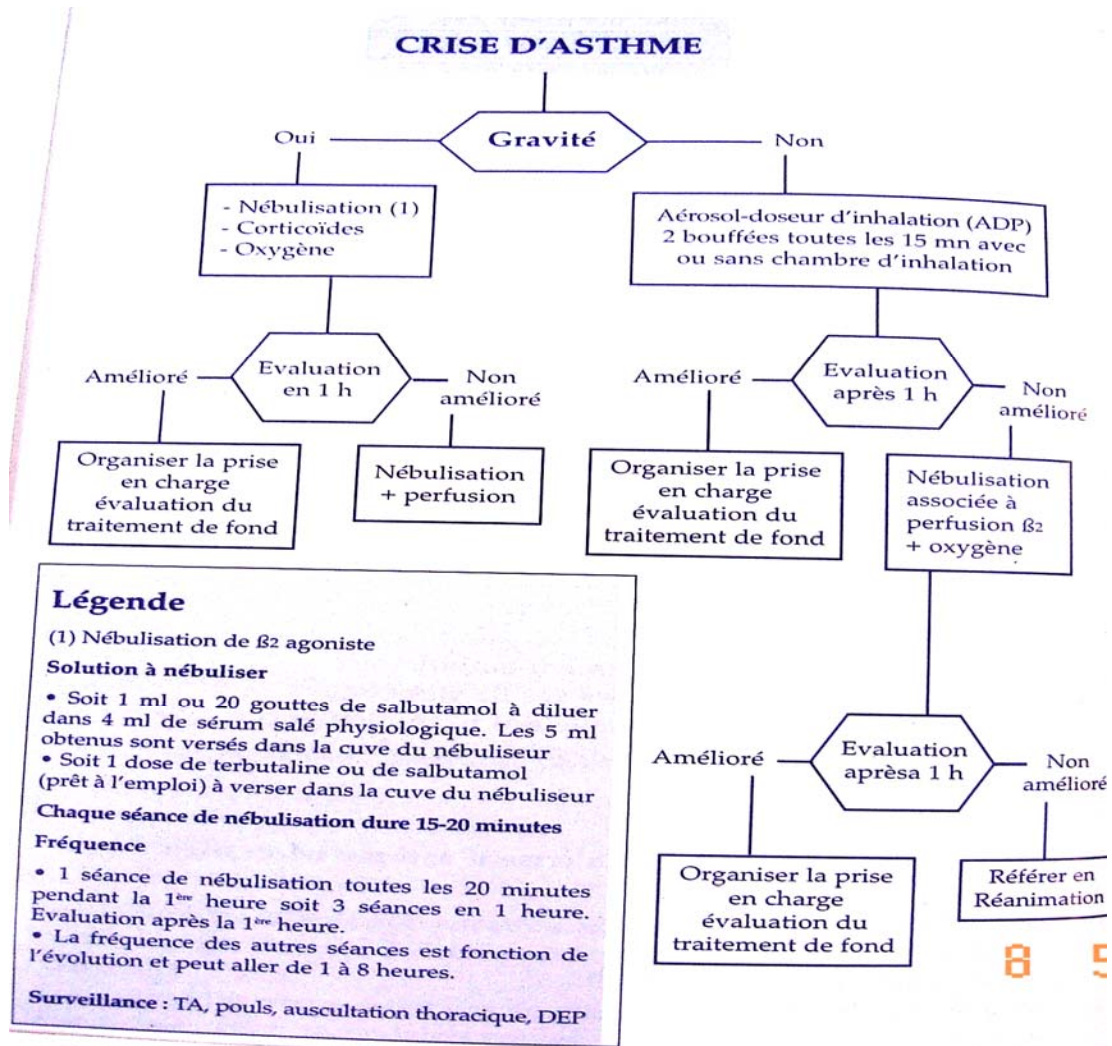 CRISE D'ASTHME
Gravité
Oui
Non
- Nébulisation (1)
- Corticoïdes
- Oxygène
Aérosol-doseur d'inhalation (ADP)
2 bouffées toutes les 15 mn avec
ou sans chambre d'inhalation
Evaluation
en 1 h
Amélioré
Non
amélioré
Organiser la prise
en charge
évaluation du
traitement de fond
Nébulisation
+ perfusion
Evaluation
après 1 h
Amélioré
Non
amélioré
Organiser la prise
en charge
évaluation du
traitement de fond
Nébulisation
associée à
perfusion ß2
+ oxygène
Evaluation
aprèsa 1 h
Amélioré
Non
amélioré
Organiser la prise
en charge
évaluation du
traitement de fond
Référer en
Réanimation
Légende
(1) Nébulisation de ß2 agoniste
Solution à nébuliser
• Soit 1 ml ou 20 gouttes de salbutamol à diluer
dans 4 ml de sérum salé physiologique. Les 5 ml
obtenus sont versés dans la cuve du nébuliseur
• Soit 1 dose de terbutaline ou de salbutamol
(prêt à l'emploi) à verser dans la cuve du nébuliseur
Chaque séance de nébulisation dure 15-20 minutes
Fréquence
• 1 séance de nébulisation toutes les 20 minutes
pendant la 1ère heure soit 3 séances en 1 heure.
Evaluation après la 1ère heure.
• La fréquence des autres séances est fonction de
l'évolution et peut aller de 1 à 8 heures.
Surveillance : TA, pouls, auscultation thoracique, DEP
8 5